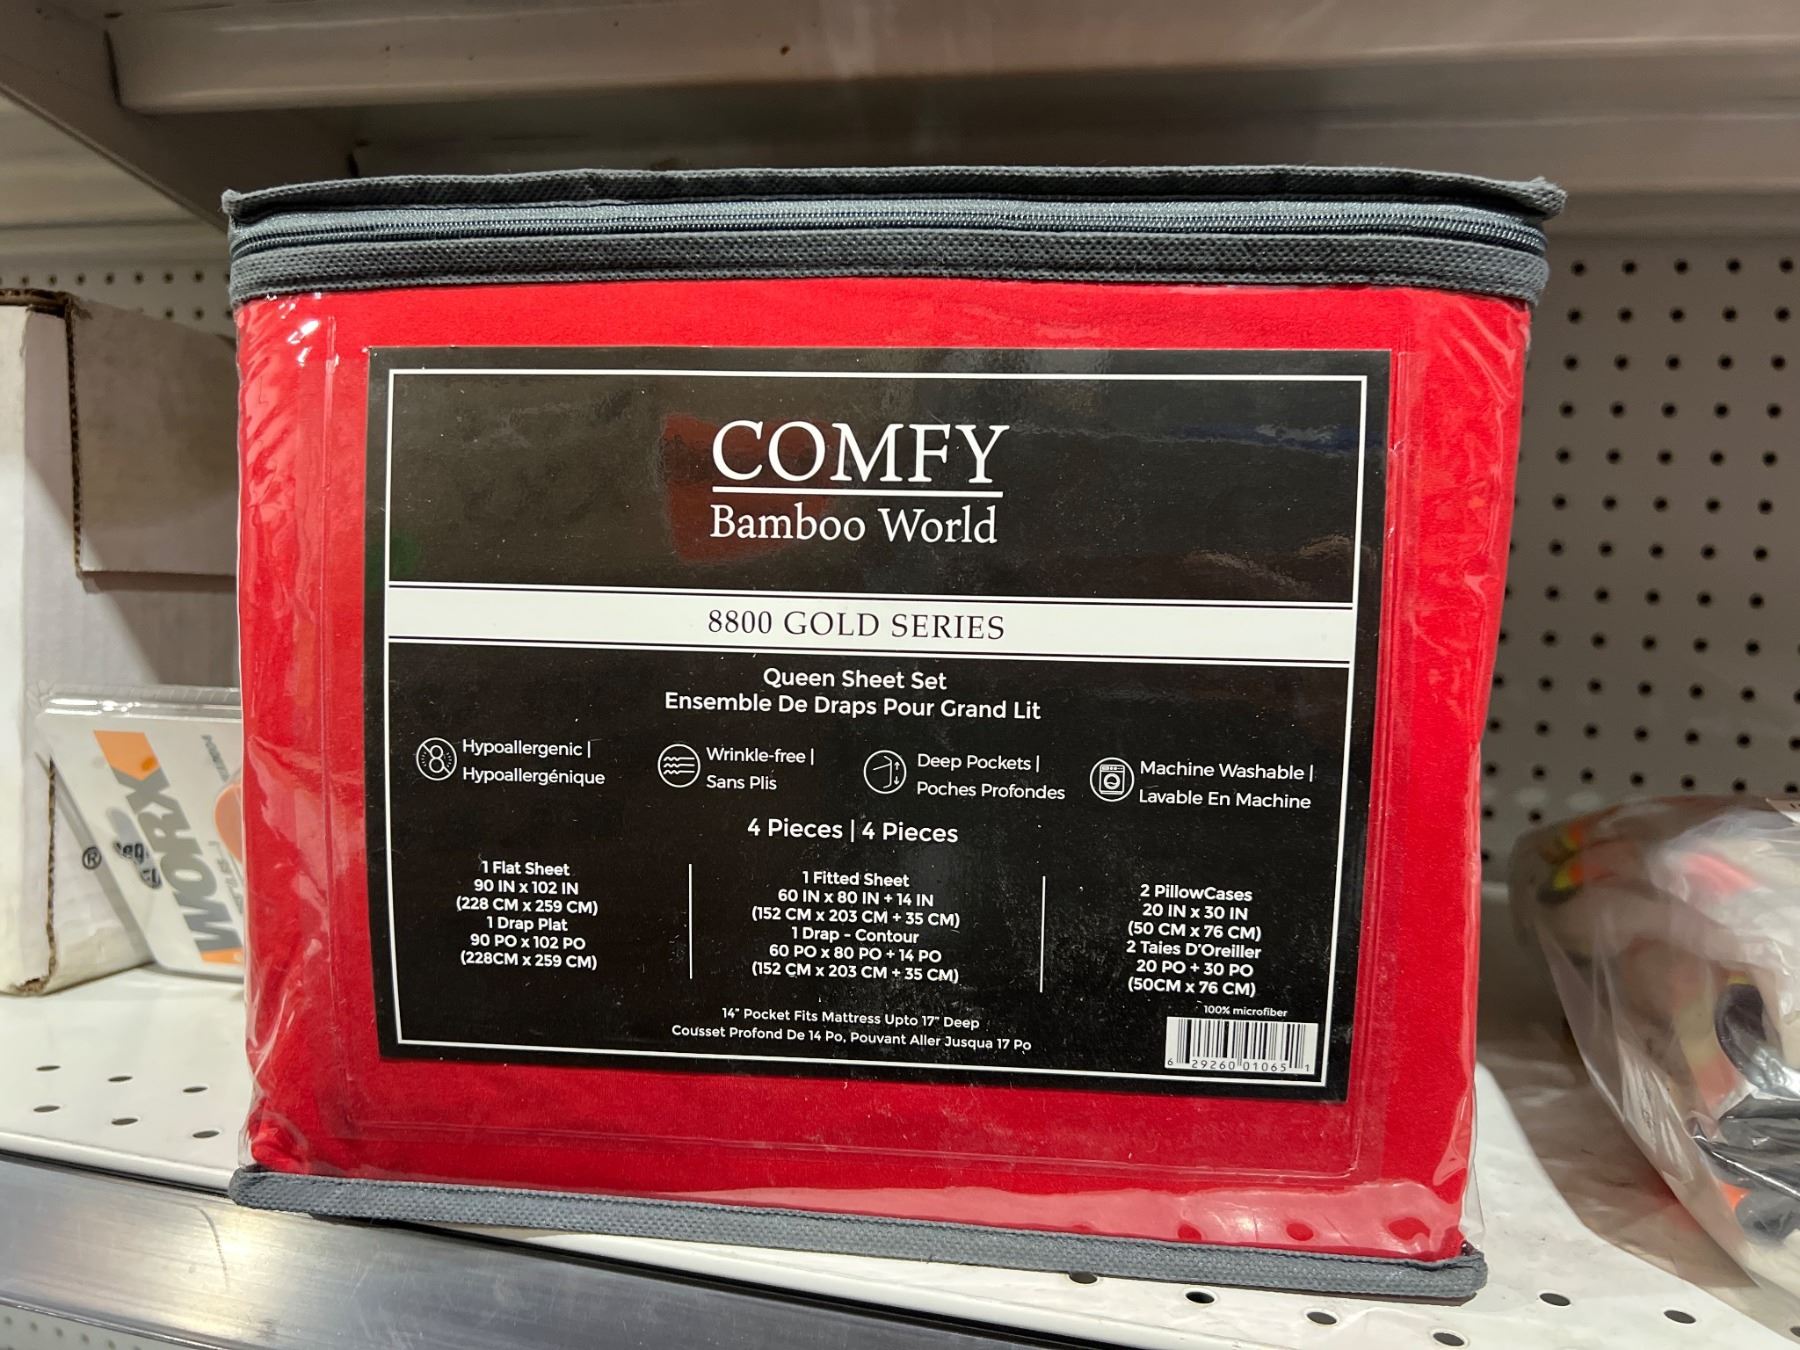 COMFY
Bamboo World
8800 GOLD SERIES
Queen Sheet Set
Ensemble De Draps Pour Grand Lit
Hypoallergenic |
Hypoallergénique
Wrinkle-free |
Sans Plis
Deep Pockets |
Poches Profondes
Machine Washable |
Lavable En Machine
4 Pieces | 4 Pieces
1 Flat Sheet
90 IN x 102 IN
(228 CM x 259 CM)
1 Drap Plat
90 PO x 102 PO
(228CM x 259 CM)
1 Fitted Sheet
60 IN x 80 IN + 14 IN
(152 CM x 203 CM + 35 CM)
1 Drap - Contour
60 PO x 80 PO + 14 PO
(152 CM x 203 CM + 35 CM)
2 PillowCases
20 IN x 30 IN
(50 CM x 76 CM)
2 Taies D'Oreiller
20 PO + 30 PO
(50CM x 76 CM)
14" Pocket Fits Mattress Upto 17" Deep
Cousset Profond De 14 Po, Pouvant Aller Jusqua 17 Po
100% microfiber
6 29260 01065 1
WORX
®